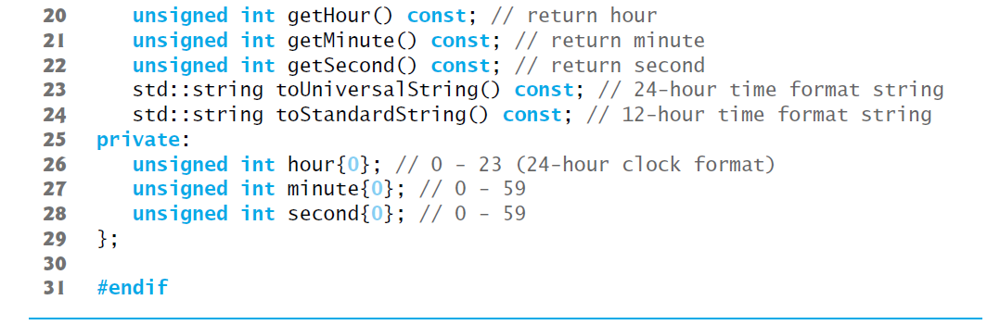 20 unsigned int getHour() const; // return hour
21 unsigned int getMinute() const; // return minute
22 unsigned int getSecond() const; // return second
23 std::string toUniversalString() const; // 24-hour time format string
24 std::string toStandardString() const; // 12-hour time format string
25 private:
26 unsigned int hour{0}; // 0 - 23 (24-hour clock format)
27 unsigned int minute{0}; // 0 - 59
28 unsigned int second{0}; // 0 - 59
29 };
30
31 #endif